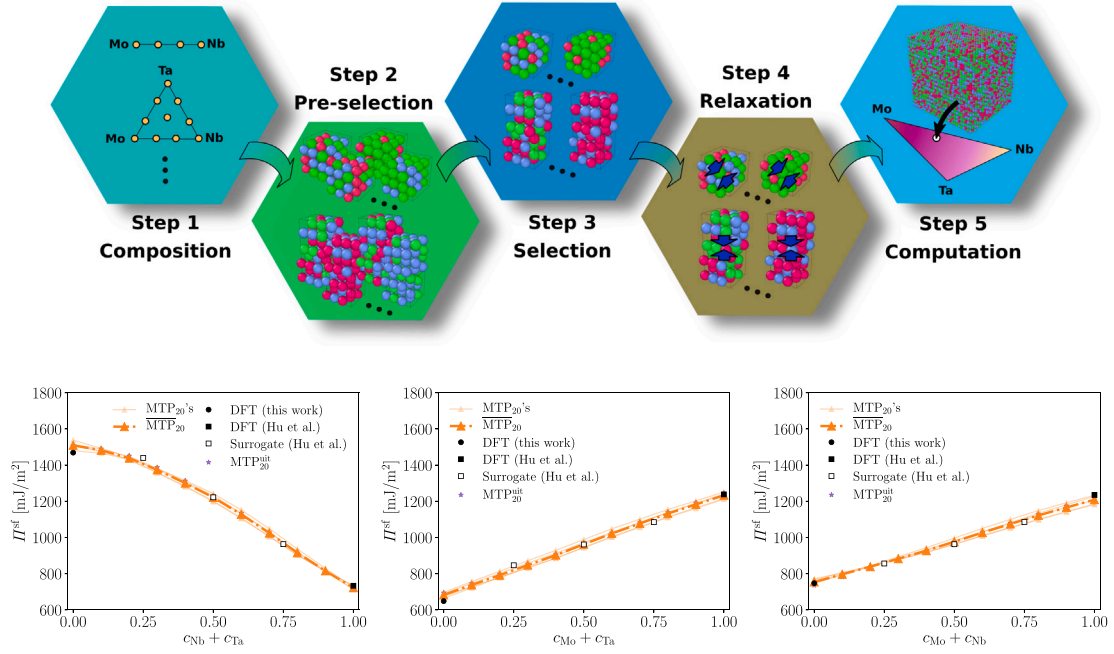 Mo
Nb
Ta
Mo
Nb
Step 1
Composition
Step 2
Pre-selection
Step 3
Selection
Step 4
Relaxation
Mo
Nb
Ta
Step 5
Computation
1800
1600
1400
1200
1000
800
600
Π^sf [mJ/m²]
MTP₂₀'s
M̅T̅P̅₂₀
DFT (this work)
DFT (Hu et al.)
Surrogate (Hu et al.)
MTP₂₀^uit
0.00 0.25 0.50 0.75 1.00
c_Nb + c_Ta
1800
1600
1400
1200
1000
800
600
Π^sf [mJ/m²]
MTP₂₀'s
M̅T̅P̅₂₀
DFT (this work)
DFT (Hu et al.)
Surrogate (Hu et al.)
MTP₂₀^uit
0.00 0.25 0.50 0.75 1.00
c_Mo + c_Ta
1800
1600
1400
1200
1000
800
600
Π^sf [mJ/m²]
MTP₂₀'s
M̅T̅P̅₂₀
DFT (this work)
DFT (Hu et al.)
Surrogate (Hu et al.)
MTP₂₀^uit
0.00 0.25 0.50 0.75 1.00
c_Mo + c_Nb